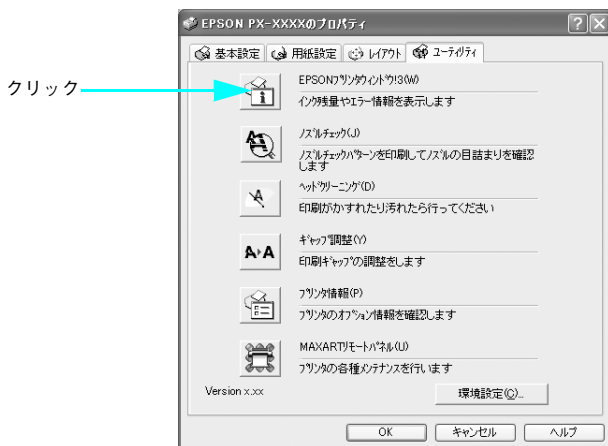 EPSON PX-XXXXのプロパティ
基本設定
用紙設定
レイアウト
ユーティリティ
クリック
EPSONプリンタウィンドウ!3(W)
インク残量やエラー情報を表示します
ノズルチェック(J)
ノズルチェックパターンを印刷してノズルの目詰まりを確認
します
ヘッドクリーニング(D)
印刷がかすれたり汚れたら行ってください
ギャップ調整(Y)
印刷ギャップの調整をします
プリンタ情報(P)
プリンタのオプション情報を確認します
MAXARTリモートパネル(U)
プリンタの各種メンテナンスを行います
Version x.xx
環境設定(C)...
OK
キャンセル
ヘルプ